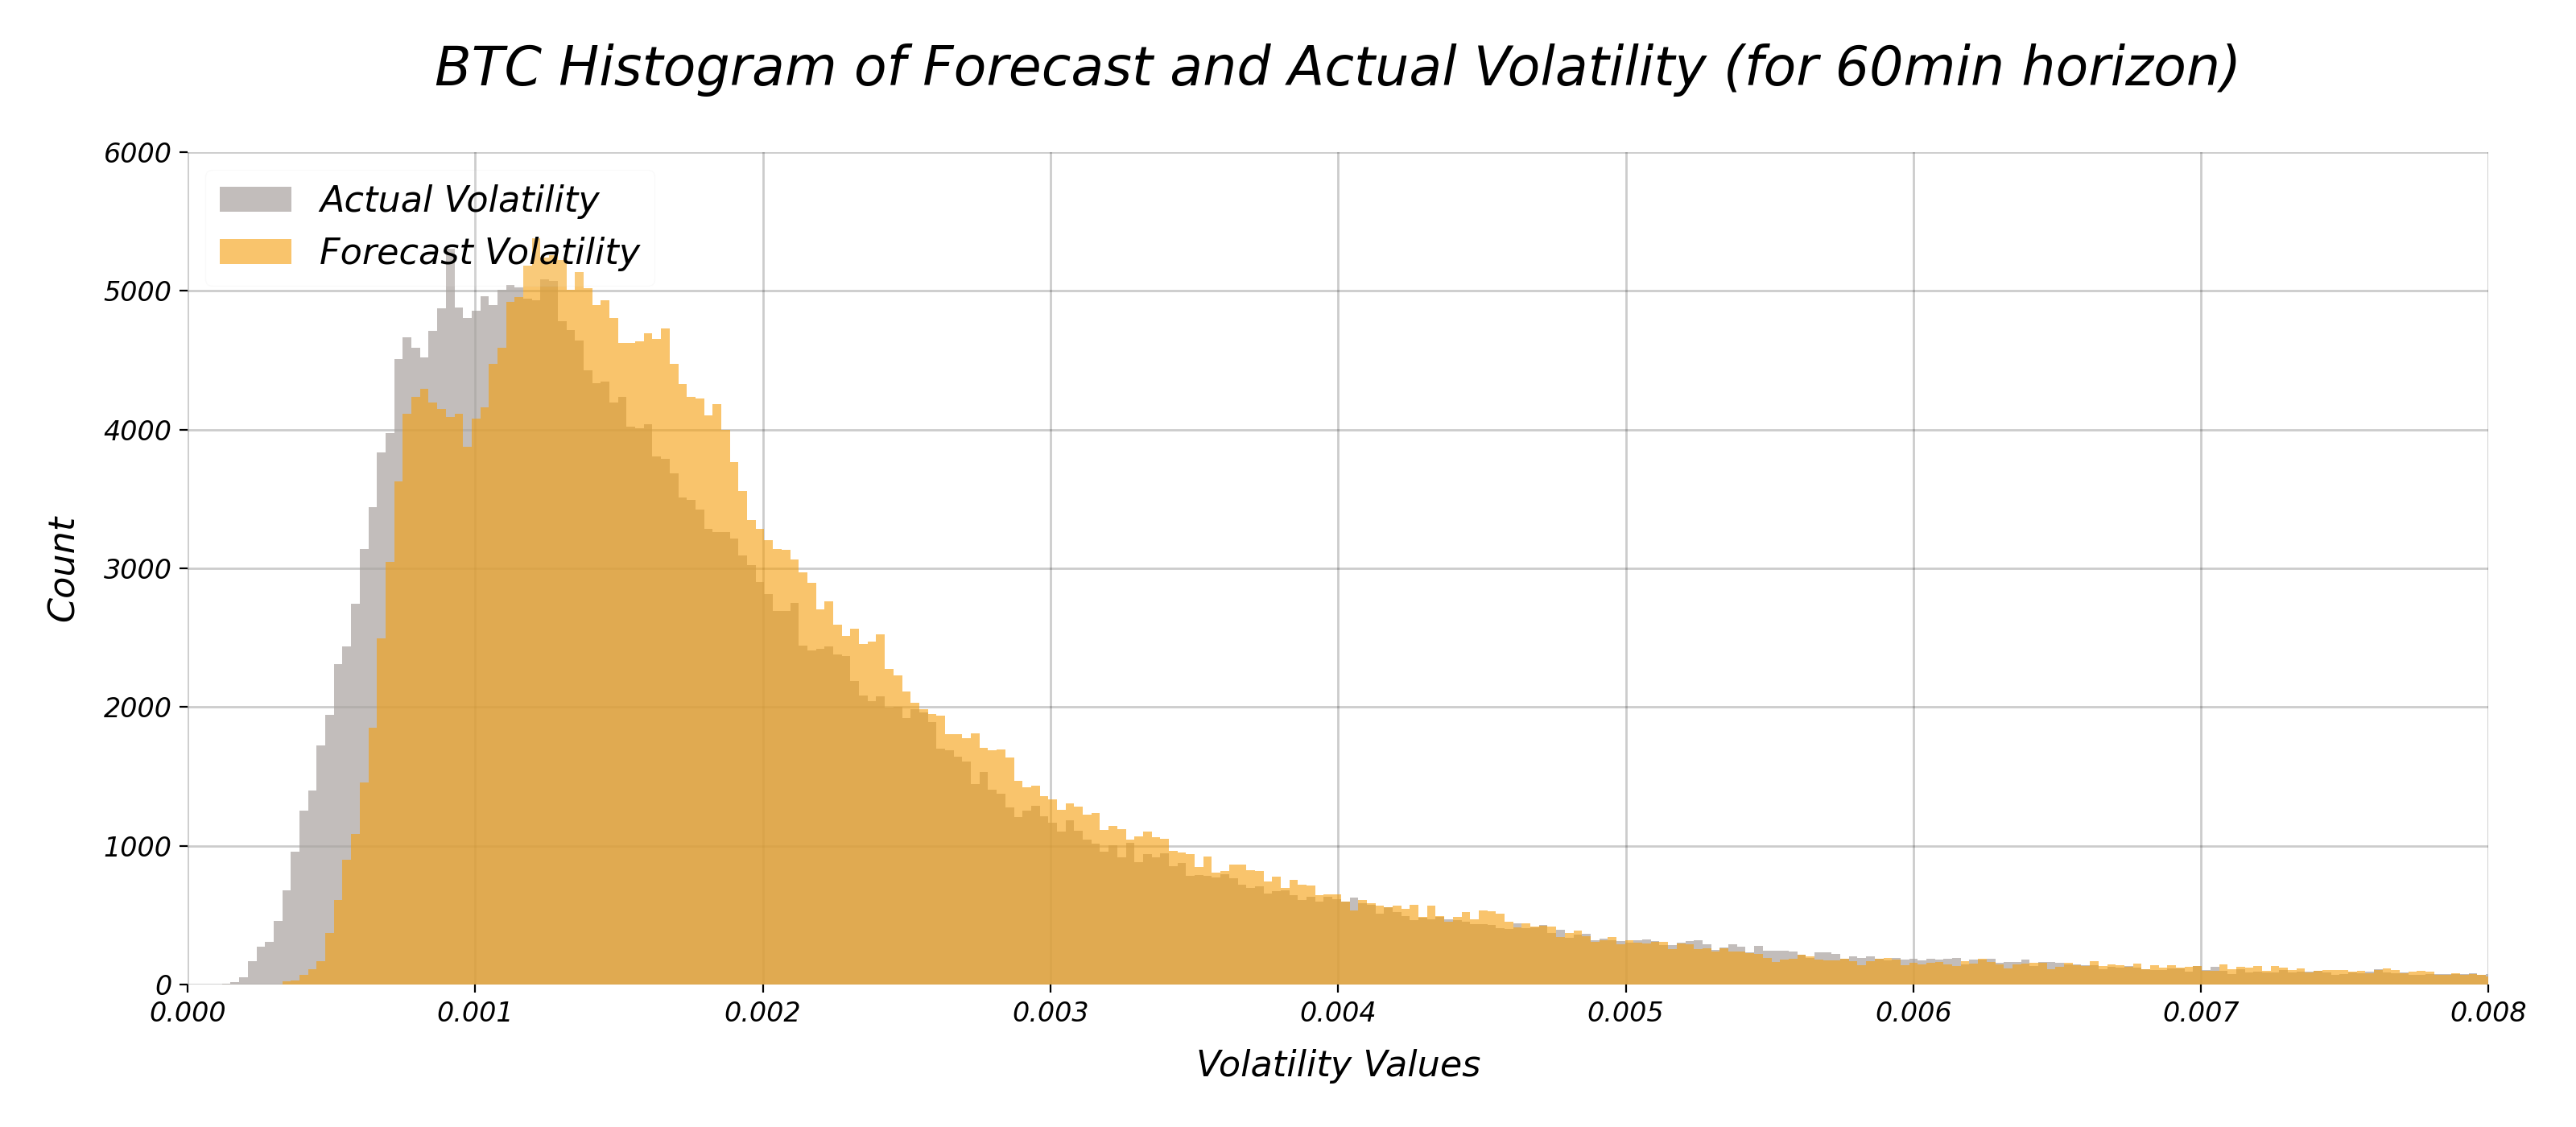 BTC Histogram of Forecast and Actual Volatility (for 60min horizon)
6000
Actual Volatility
Forecast Volatility
5000
4000
3000
2000
1000
0
Count
0.000 0.001 0.002 0.003 0.004 0.005 0.006 0.007 0.008
Volatility Values